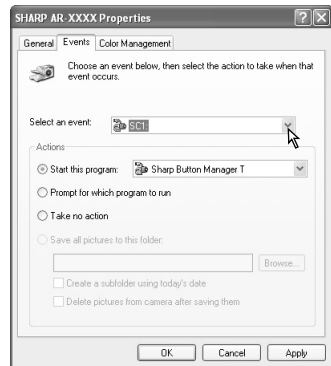 SHARP AR-XXXX Properties
General Events Color Management
Choose an event below, then select the action to take when that
event occurs.
Select an event: SC1:
Actions
Start this program: Sharp Button Manager T
Prompt for which program to run
Take no action
Save all pictures to this folder:
Browse...
Create a subfolder using today's date
Delete pictures from camera after saving them
OK Cancel Apply